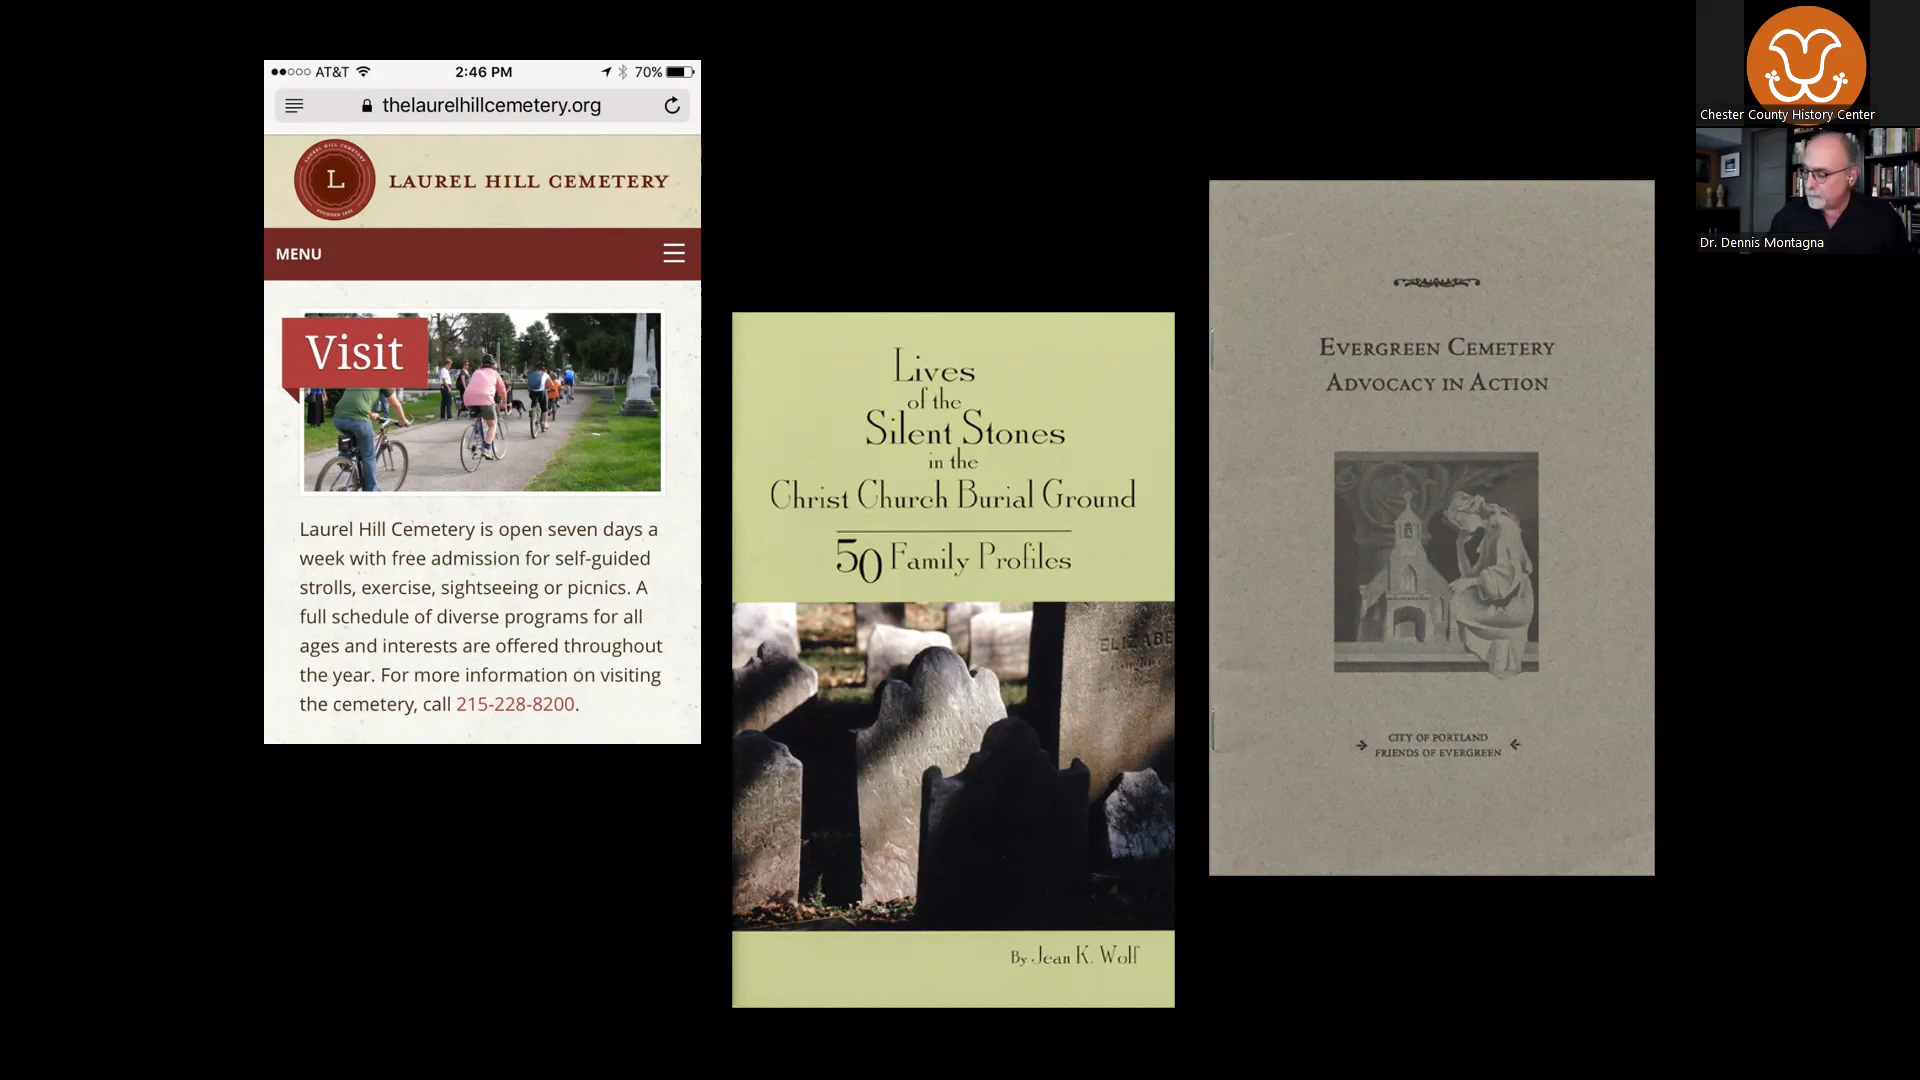 AT&T
2:46 PM
70%
thelaurelhillcemetery.org
LAUREL HILL CEMETERY
L
LAUREL HILL CEMETERY
MENU
Visit
Laurel Hill Cemetery is open seven days a
week with free admission for self-guided
strolls, exercise, sightseeing or picnics. A
full schedule of diverse programs for all
ages and interests are offered throughout
the year. For more information on visiting
the cemetery, call 215-228-8200.
Lives
of the
Silent Stones
in the
Christ Church Burial Ground
50 Family Profiles
ELIZABE
By Jean K. Wolf
EVERGREEN CEMETERY
ADVOCACY IN ACTION
CITY OF PORTLAND
FRIENDS OF EVERGREEN
Chester County History Center
Dr. Dennis Montagna